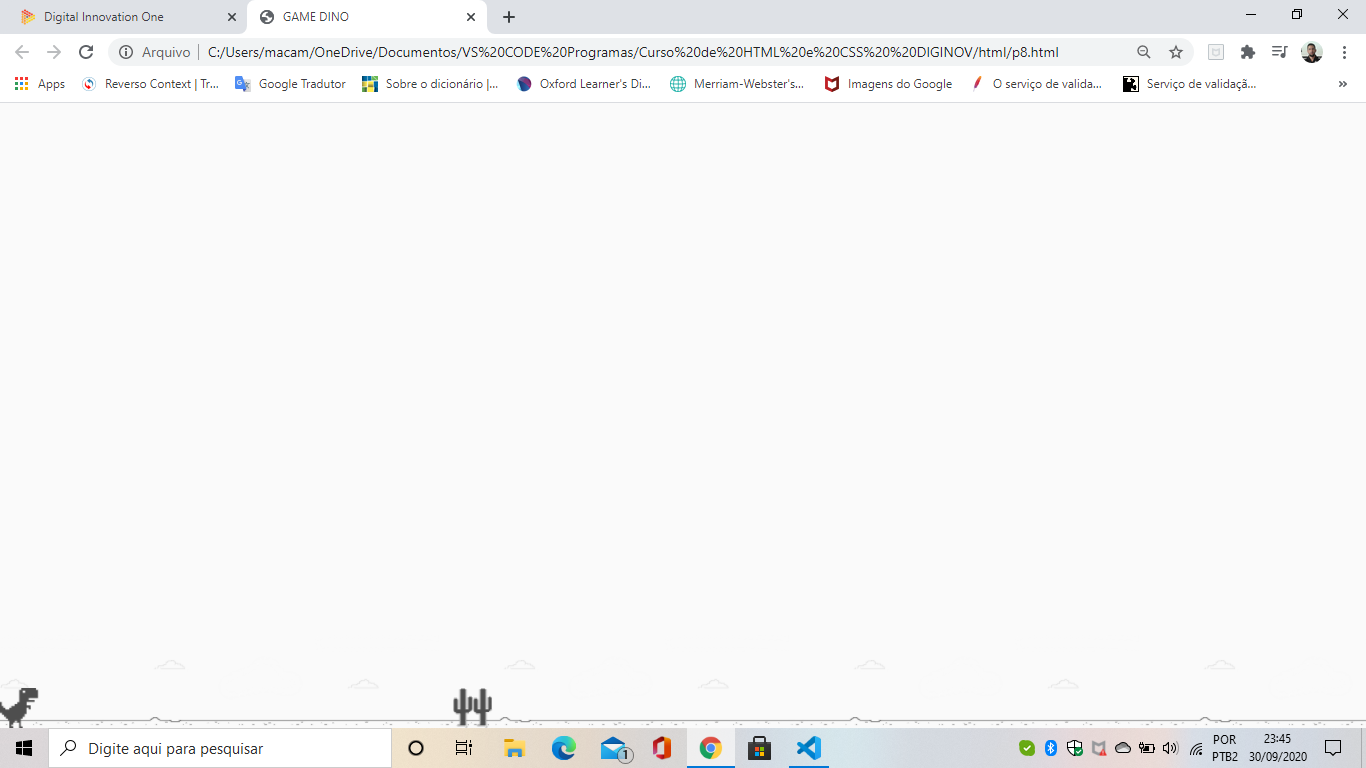 Digital Innovation One
GAME DINO
Arquivo
C:/Users/macam/OneDrive/Documentos/VS%20CODE%20Programas/Curso%20de%20HTML%20e%20CSS%20%20DIGINOV/html/p8.html
Apps
Reverso Context | Tr...
Google Tradutor
Sobre o dicionário |...
Oxford Learner's Di...
Merriam-Webster's...
Imagens do Google
O serviço de valida...
Serviço de validaçã...
»
Digite aqui para pesquisar
1
POR
PTB2
23:45
30/09/2020